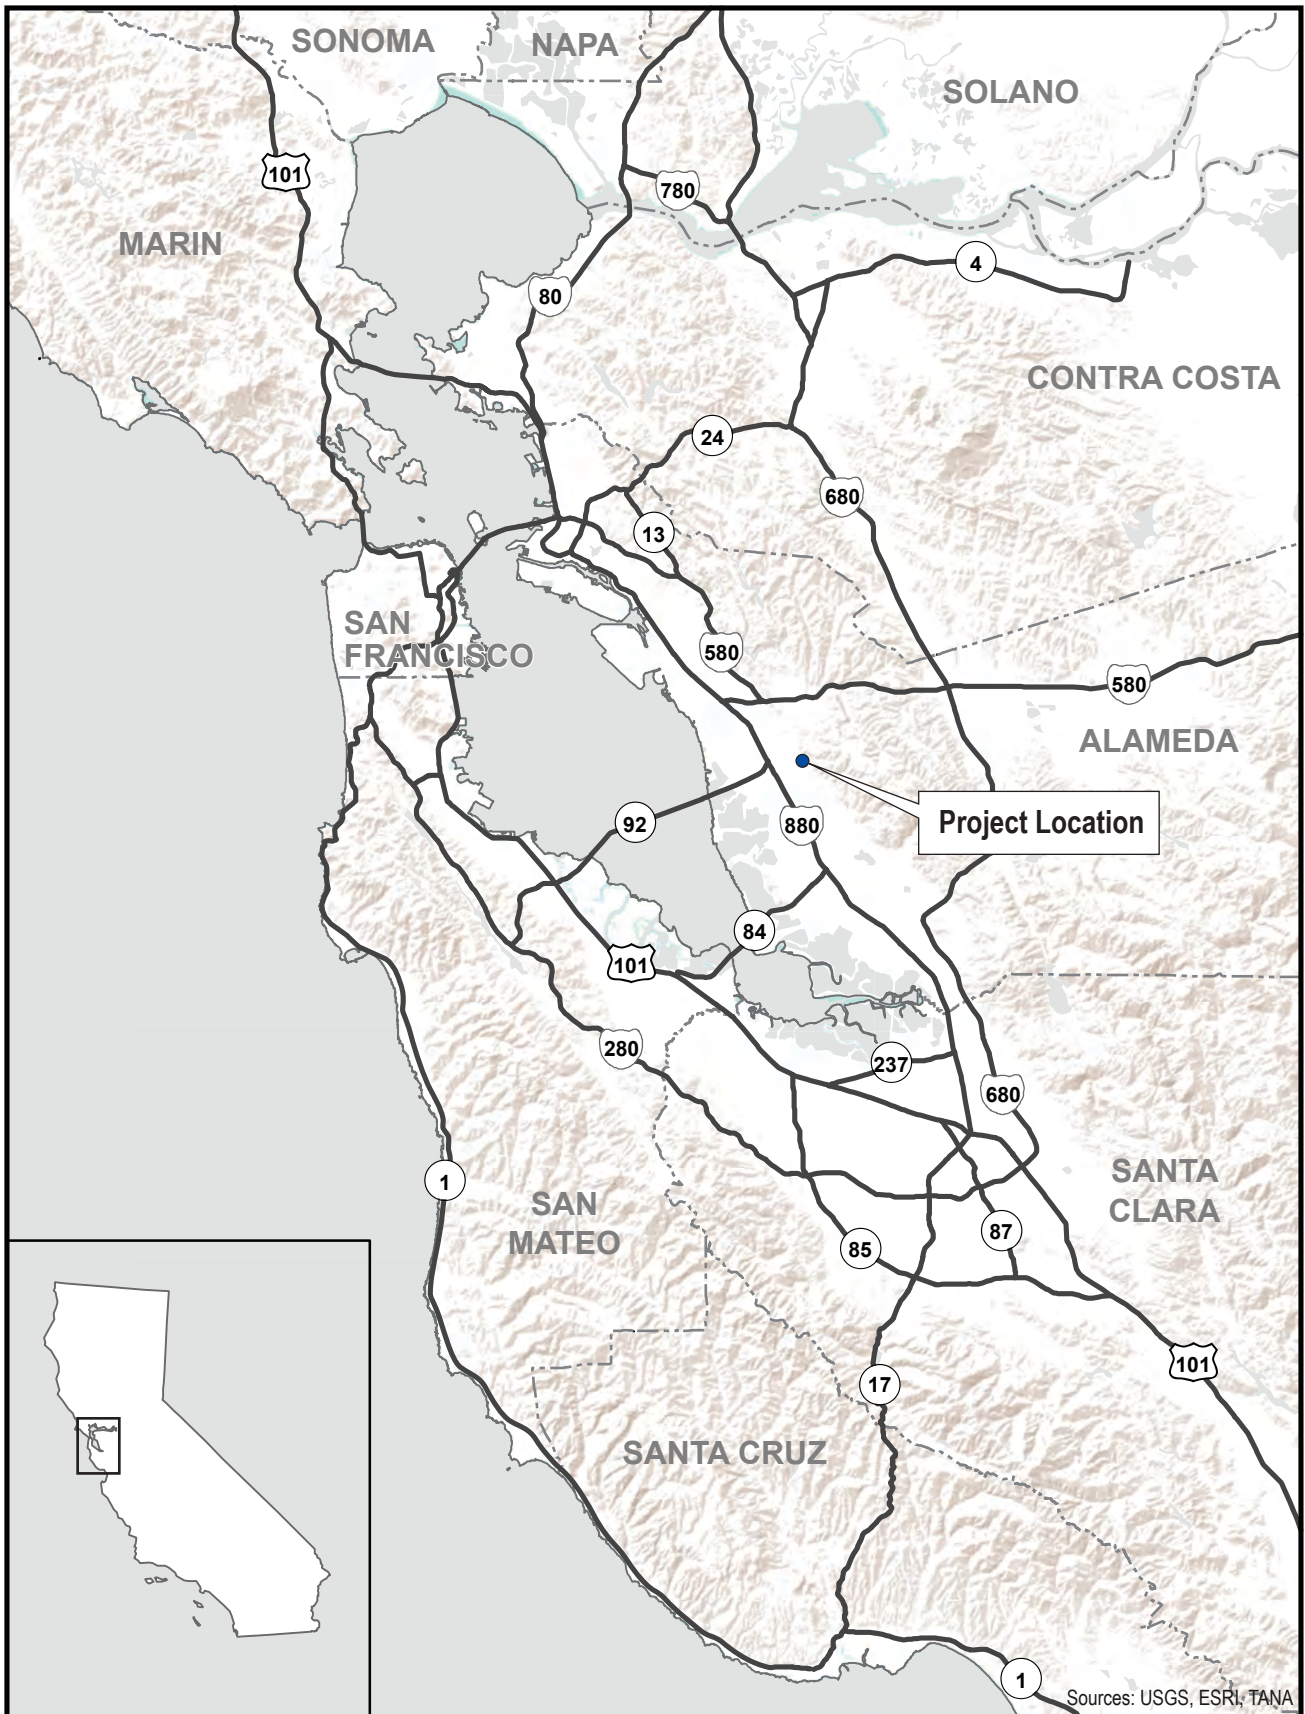 SONOMA
NAPA
SOLANO
101
780
MARIN
4
80
CONTRA COSTA
24
680
13
SAN
FRANCISCO
580
580
ALAMEDA
92
880
Project Location
84
101
280
237
680
1
SANTA
CLARA
SAN
MATEO
87
85
101
17
SANTA CRUZ
1
Sources: USGS, ESRI, TANA